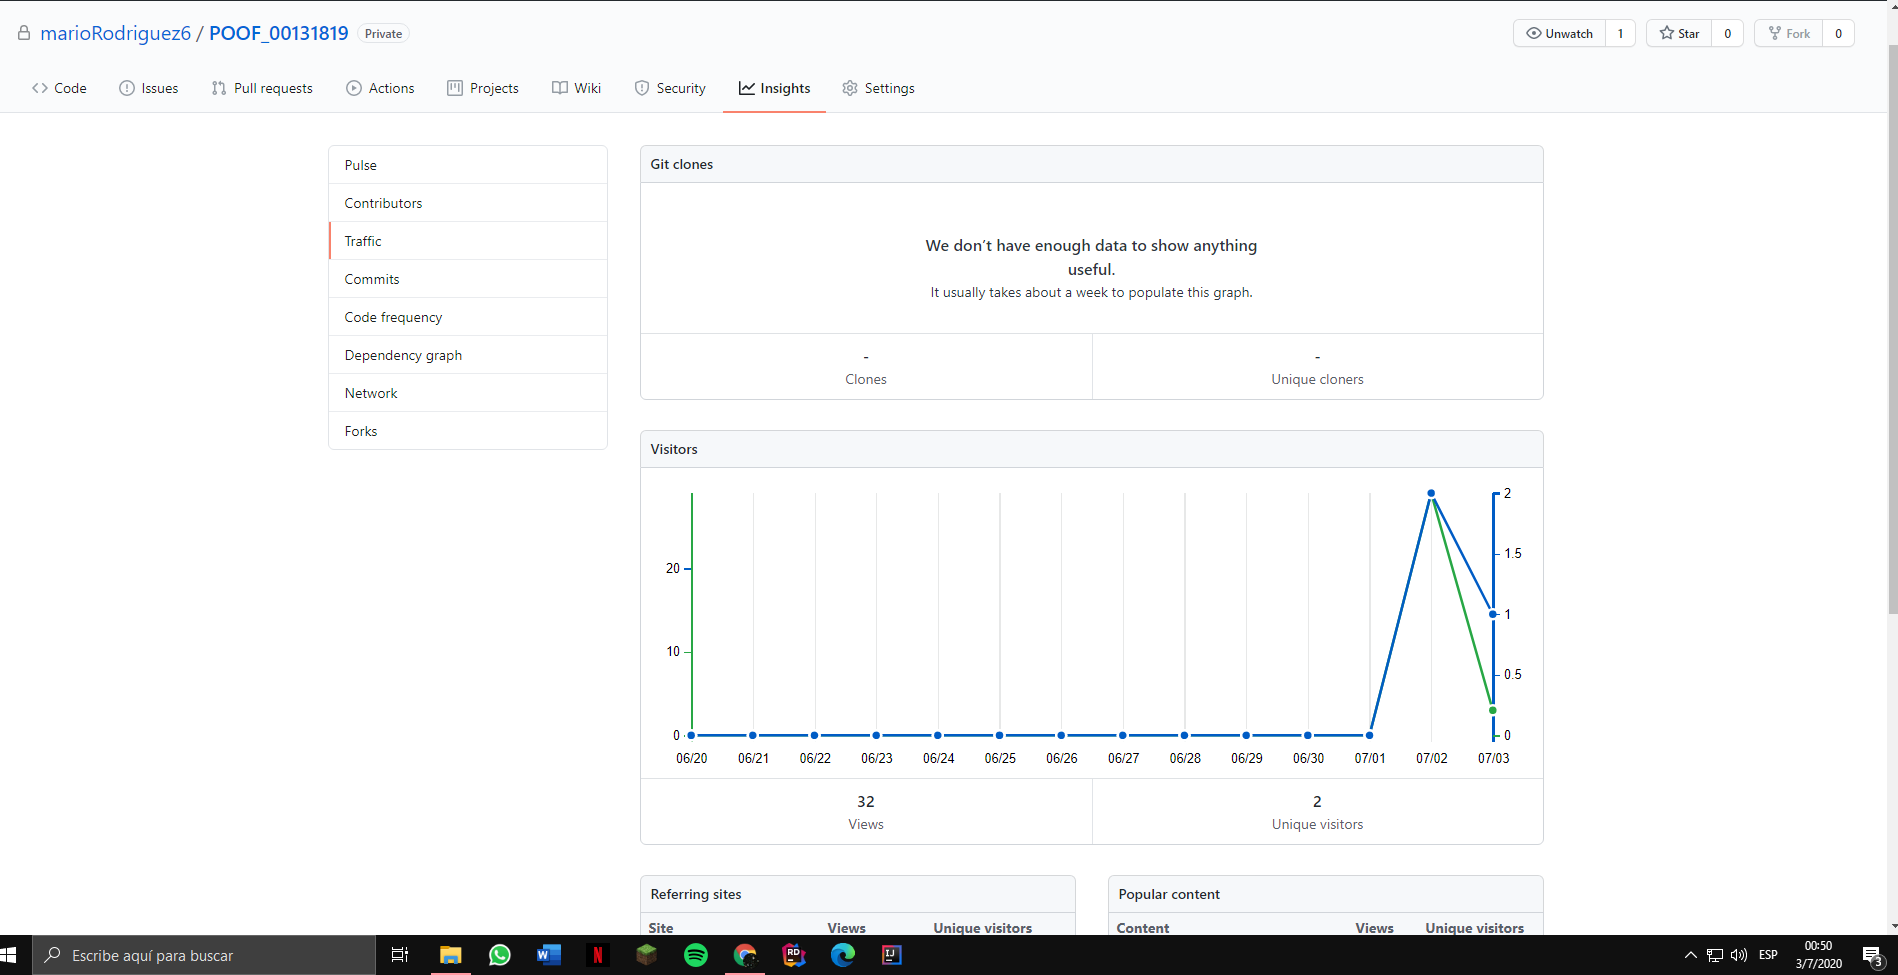 marioRodriguez6 / POOF_00131819 Private
Unwatch 1 Star 0 Fork 0
Code Issues Pull requests Actions Projects Wiki Security Insights Settings
Pulse
Contributors
Traffic
Commits
Code frequency
Dependency graph
Network
Forks
Git clones
We don't have enough data to show anything
useful.
It usually takes about a week to populate this graph.
- -
Clones Unique cloners
Visitors
20
10
0
2
1.5
1
0.5
0
06/20 06/21 06/22 06/23 06/24 06/25 06/26 06/27 06/28 06/29 06/30 07/01 07/02 07/03
32 2
Views Unique visitors
Referring sites
Site Views Unique visitors
Popular content
Content Views Unique visitors
Escribe aquí para buscar
W
N
RD
IJ
ESP
00:50
3/7/2020
3